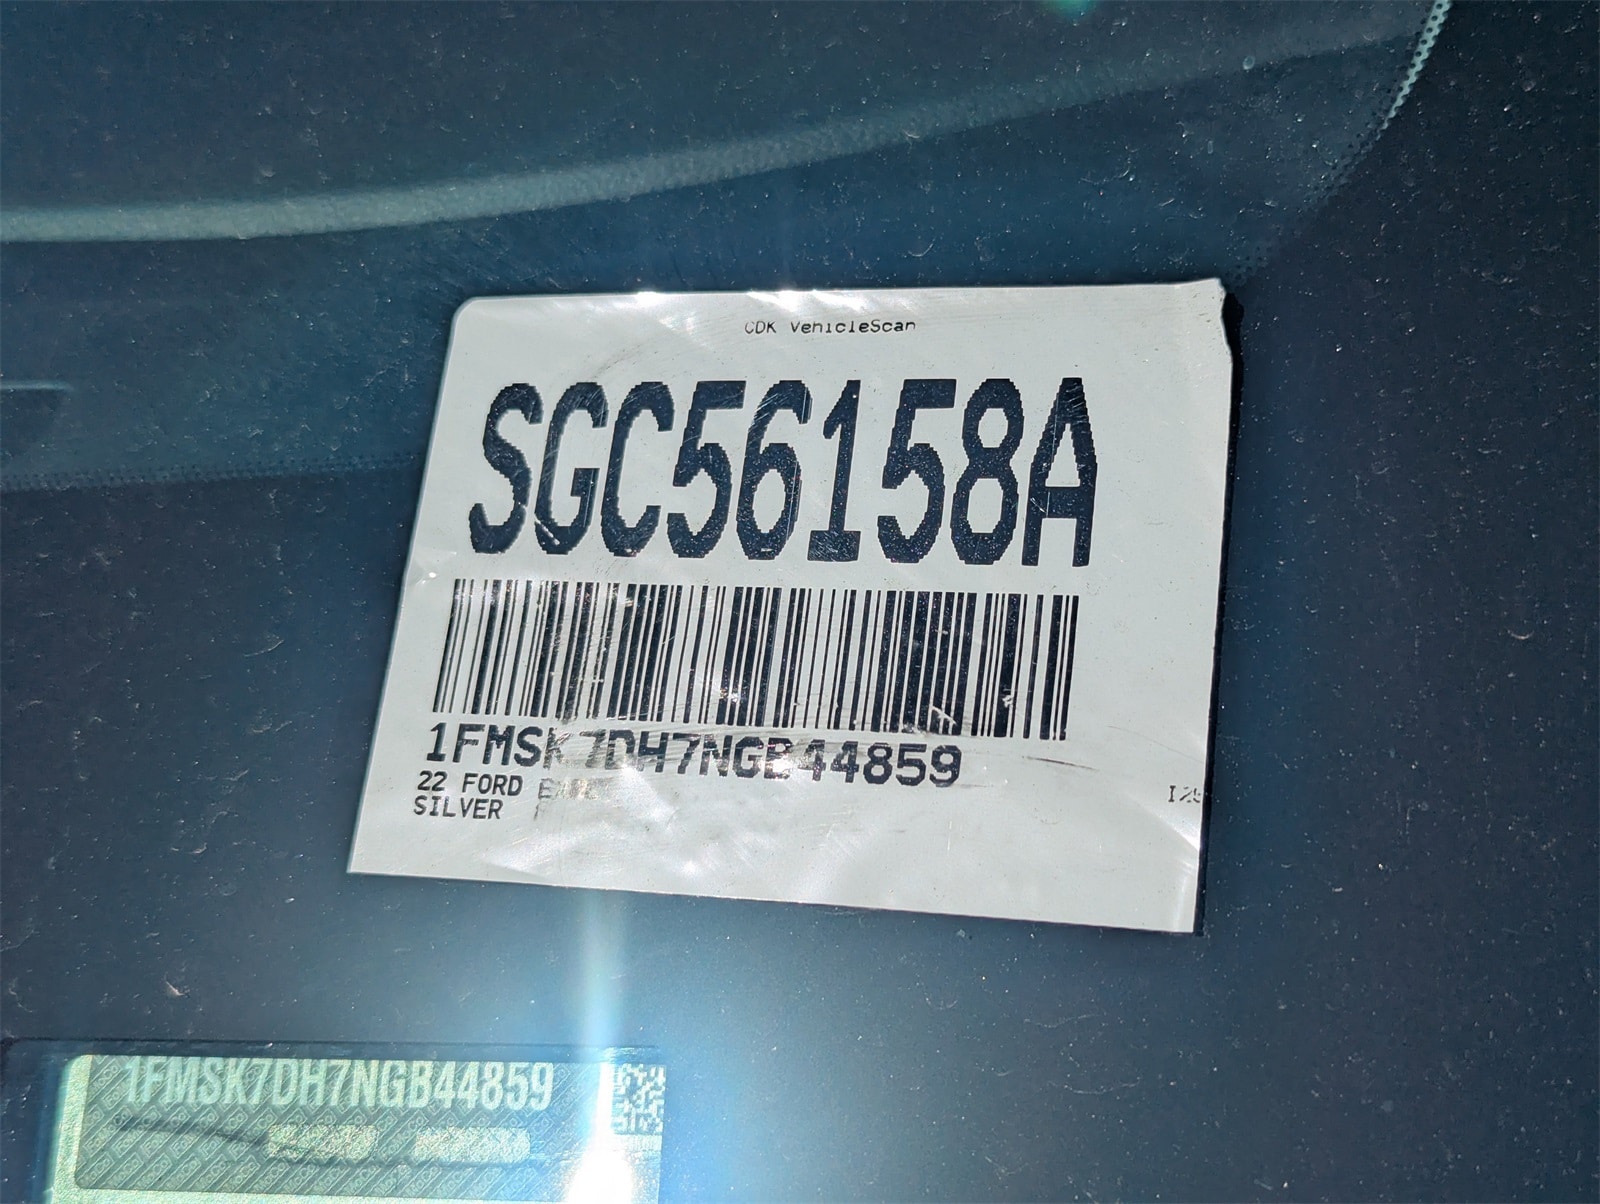 CDK VehicleScan
SGC56158A
1FMSK7DH7NGB44859
22 FORD
SILVER
1FMSK7DH7NGB44859